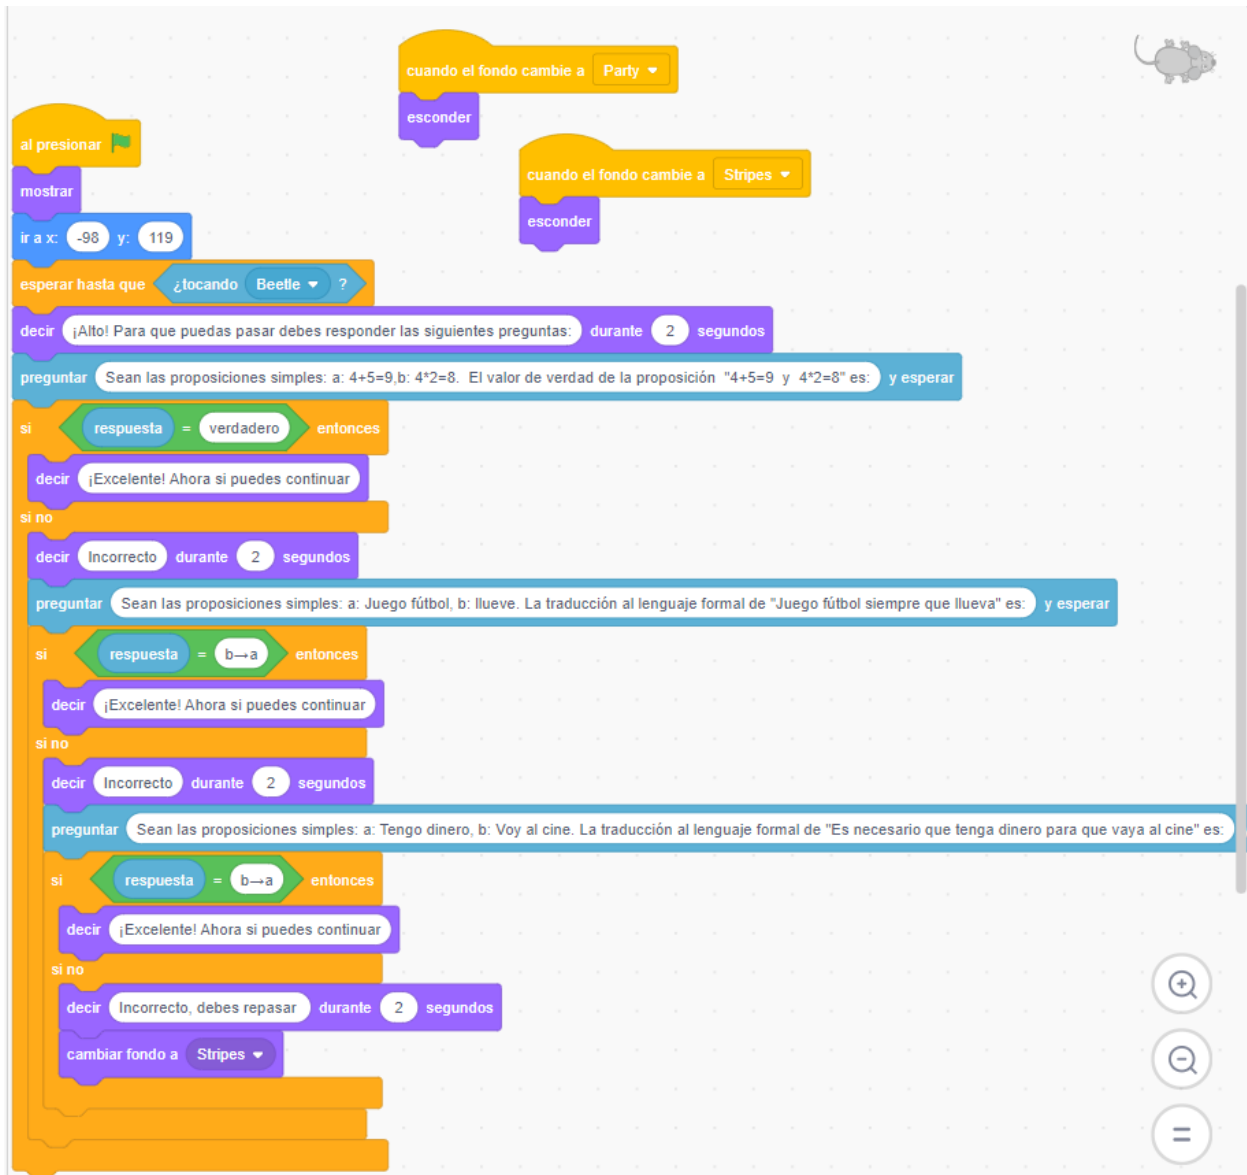 cuando el fondo cambie a Party
esconder
cuando el fondo cambie a Stripes
esconder
al presionar
mostrar
ir a x: -98 y: 119
esperar hasta que ¿tocando Beetle ?
decir ¡Alto! Para que puedas pasar debes responder las siguientes preguntas: durante 2 segundos
preguntar Sean las proposiciones simples: a: 4+5=9,b: 4*2=8. El valor de verdad de la proposición "4+5=9 y 4*2=8" es: y esperar
si respuesta = verdadero entonces
decir ¡Excelente! Ahora si puedes continuar
si no
decir Incorrecto durante 2 segundos
preguntar Sean las proposiciones simples: a: Juego fútbol, b: llueve. La traducción al lenguaje formal de "Juego fútbol siempre que llueva" es: y esperar
si respuesta = b→a entonces
decir ¡Excelente! Ahora si puedes continuar
si no
decir Incorrecto durante 2 segundos
preguntar Sean las proposiciones simples: a: Tengo dinero, b: Voy al cine. La traducción al lenguaje formal de "Es necesario que tenga dinero para que vaya al cine" es:
si respuesta = b→a entonces
decir ¡Excelente! Ahora si puedes continuar
si no
decir Incorrecto, debes repasar durante 2 segundos
cambiar fondo a Stripes